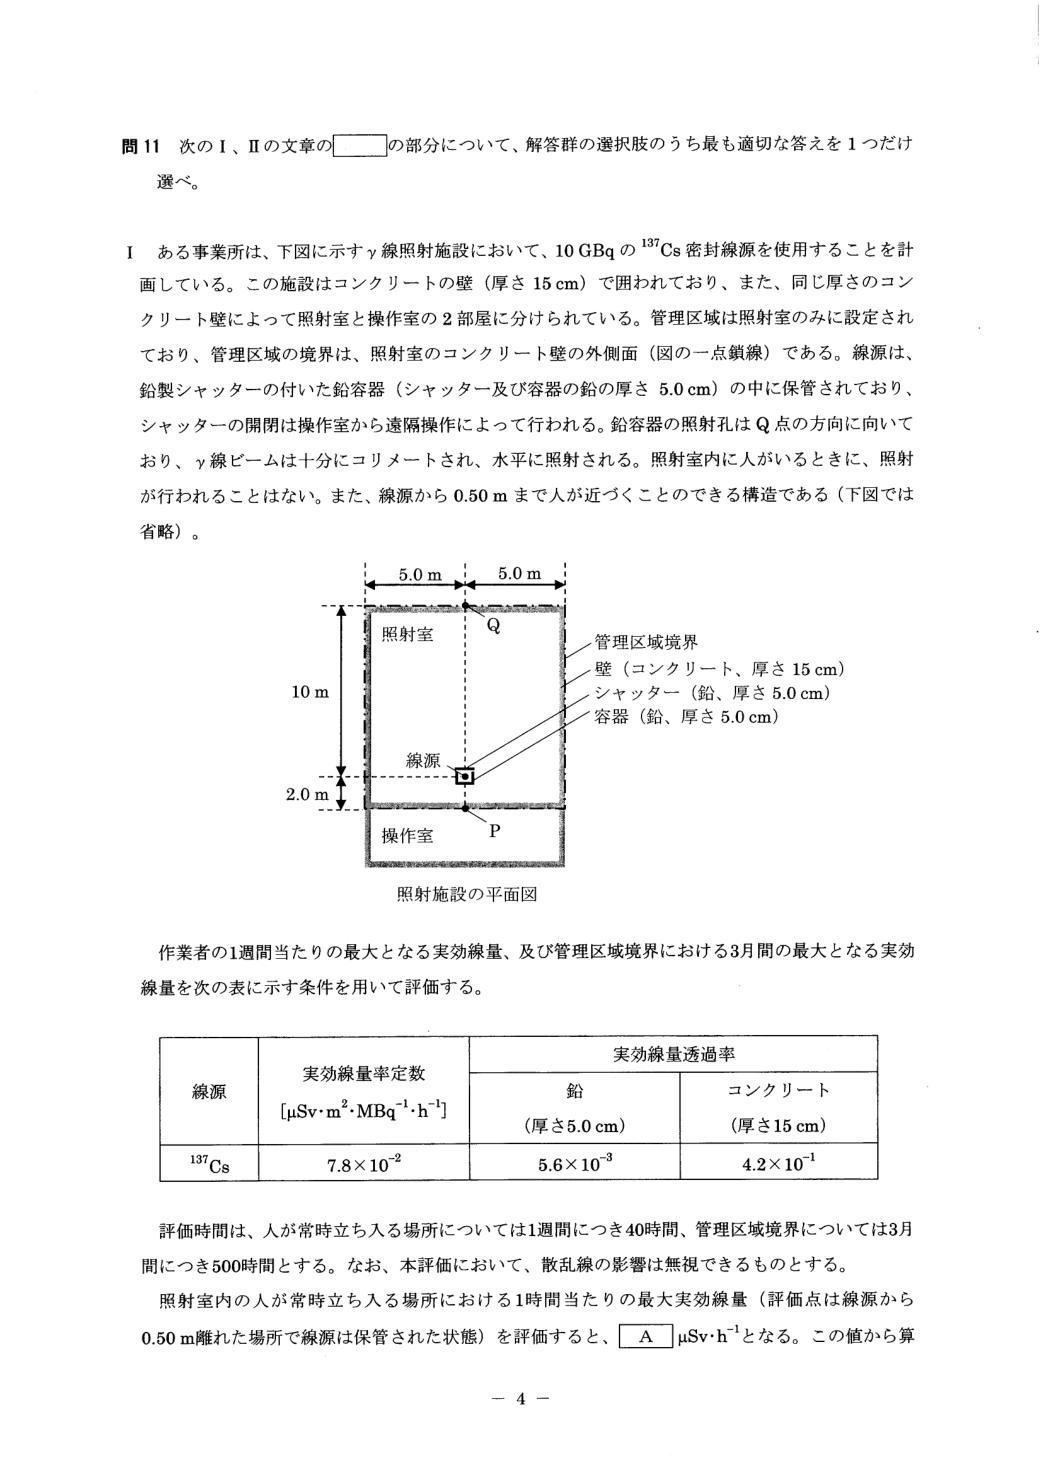 問11 次のⅠ、Ⅱの文章の の部分について、解答群の選択肢のうち最も適切な答えを1つだけ
選べ。
Ⅰ ある事業所は、下図に示すγ線照射施設において、10 GBq の ¹³⁷Cs 密封線源を使用することを計
画している。この施設はコンクリートの壁（厚さ 15 cm）で囲われており、また、同じ厚さのコン
クリート壁によって照射室と操作室の2部屋に分けられている。管理区域は照射室のみに設定され
ており、管理区域の境界は、照射室のコンクリート壁の外側面（図の一点鎖線）である。線源は、
鉛製シャッターの付いた鉛容器（シャッター及び容器の鉛の厚さ 5.0 cm）の中に保管されており、
シャッターの開閉は操作室から遠隔操作によって行われる。鉛容器の照射孔は Q 点の方向に向いて
おり、γ線ビームは十分にコリメートされ、水平に照射される。照射室内に人がいるときに、照射
が行われることはない。また、線源から 0.50 m まで人が近づくことのできる構造である（下図では
省略）。
5.0 m 5.0 m
照射室
Q
管理区域境界
壁（コンクリート、厚さ 15 cm）
シャッター（鉛、厚さ 5.0 cm）
容器（鉛、厚さ 5.0 cm）
10 m
線源
2.0 m
操作室
P
照射施設の平面図
作業者の1週間当たりの最大となる実効線量、及び管理区域境界における3月間の最大となる実効
線量を次の表に示す条件を用いて評価する。
線源
実効線量率定数
[μSv·m²·MBq⁻¹·h⁻¹]
実効線量透過率
鉛
（厚さ5.0 cm）
コンクリート
（厚さ15 cm）
¹³⁷Cs 7.8×10⁻² 5.6×10⁻³ 4.2×10⁻¹
評価時間は、人が常時立ち入る場所については1週間につき40時間、管理区域境界については3月
間につき500時間とする。なお、本評価において、散乱線の影響は無視できるものとする。
照射室内の人が常時立ち入る場所における1時間当たりの最大実効線量（評価点は線源から
0.50 m離れた場所で線源は保管された状態）を評価すると、 A μSv·h⁻¹となる。この値から算
－ 4 －